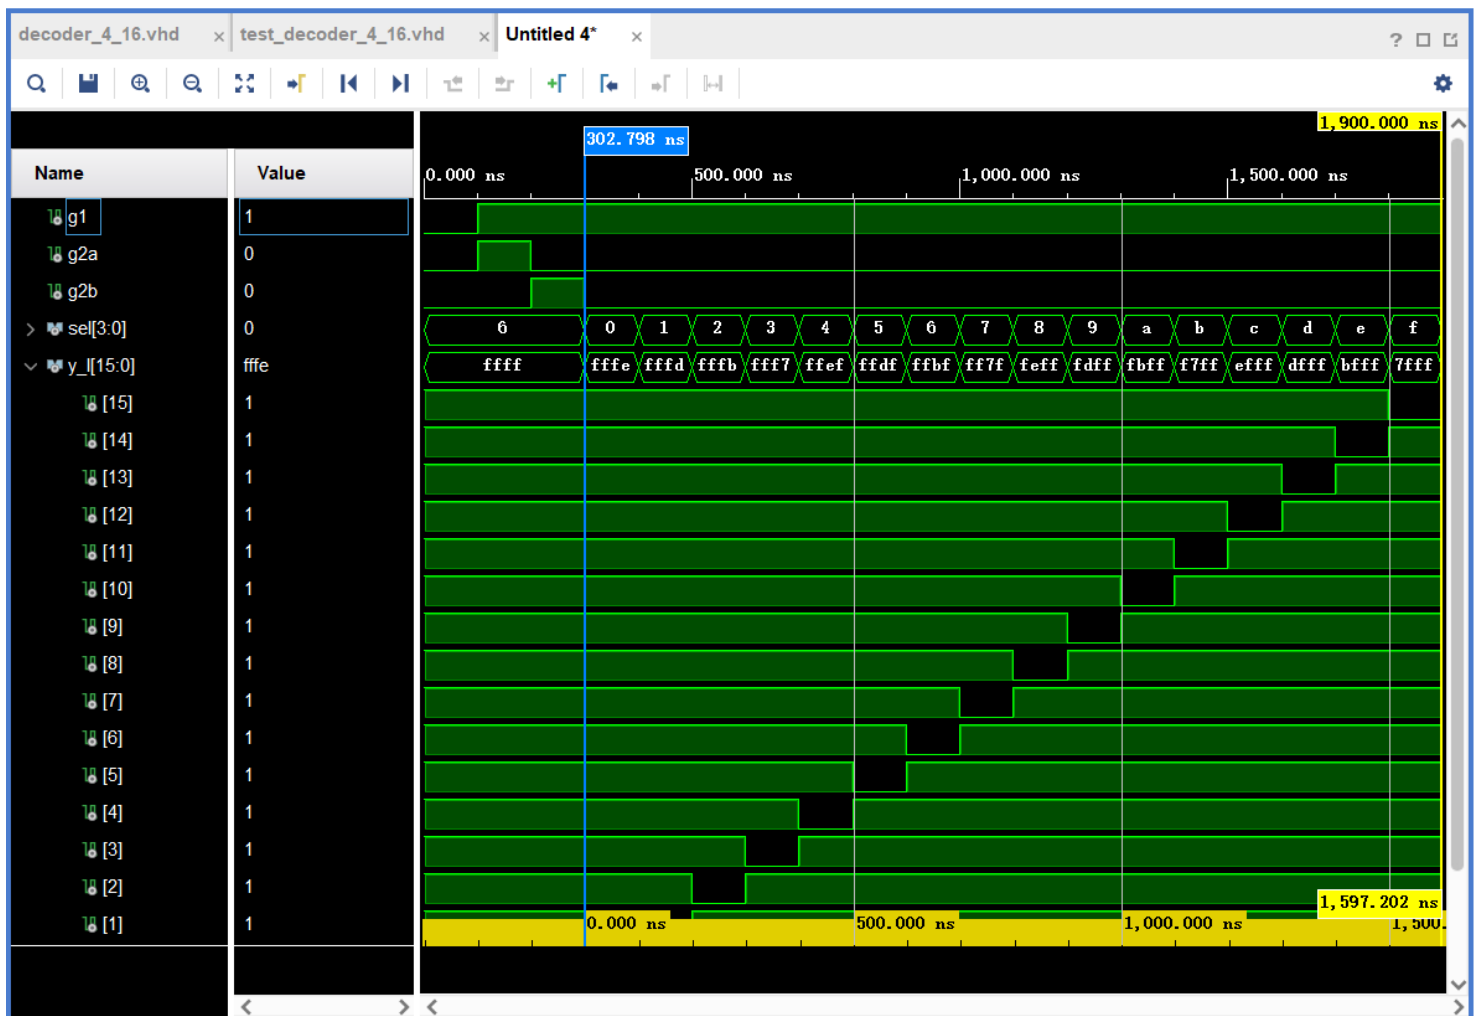 decoder_4_16.vhd × test_decoder_4_16.vhd × Untitled 4* ×
?
1,900.000 ns
302.798 ns
Name Value 0.000 ns 500.000 ns 1,000.000 ns 1,500.000 ns
g1 1
g2a 0
g2b 0
sel[3:0] 0 6 0 1 2 3 4 5 6 7 8 9 a b c d e f
y_l[15:0] fffe ffff fffe fffd fffb fff7 ffef ffdf ffbf ff7f feff fdff fbff f7ff efff dfff bfff 7fff
[15] 1
[14] 1
[13] 1
[12] 1
[11] 1
[10] 1
[9] 1
[8] 1
[7] 1
[6] 1
[5] 1
[4] 1
[3] 1
[2] 1
1,597.202 ns
[1] 1 0.000 ns 500.000 ns 1,000.000 ns 1,500.